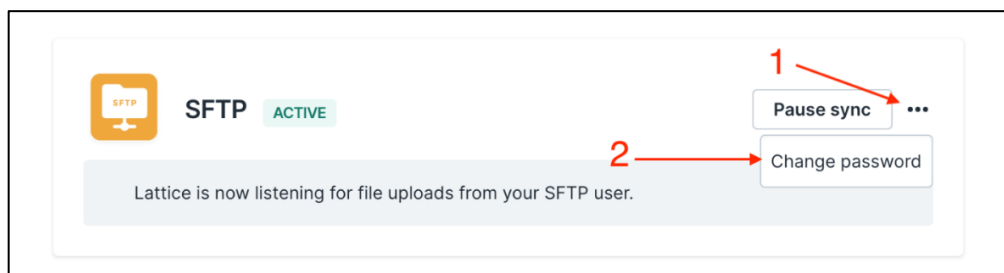 1
SFTP
SFTP ACTIVE
Pause sync
2
Change password
Lattice is now listening for file uploads from your SFTP user.